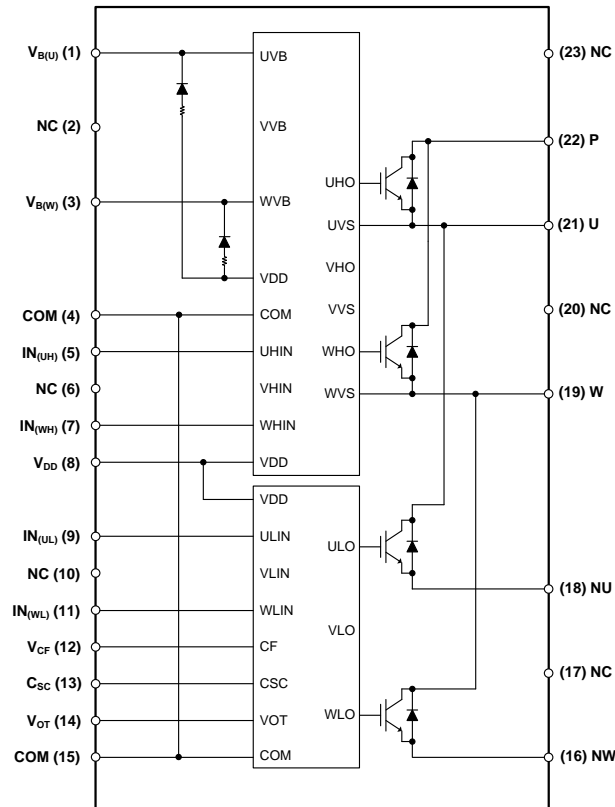 V_B(U) (1)
NC (2)
V_B(W) (3)
COM (4)
IN_(UH) (5)
NC (6)
IN_(WH) (7)
V_DD (8)
IN_(UL) (9)
NC (10)
IN_(WL) (11)
V_CF (12)
C_SC (13)
V_OT (14)
COM (15)
UVB
VVB
WVB
VDD
COM
UHIN
VHIN
WHIN
VDD
UHO
UVS
VHO
VVS
WHO
WVS
VDD
ULIN
VLIN
WLIN
CF
CSC
VOT
COM
ULO
VLO
WLO
(23) NC
(22) P
(21) U
(20) NC
(19) W
(18) NU
(17) NC
(16) NW